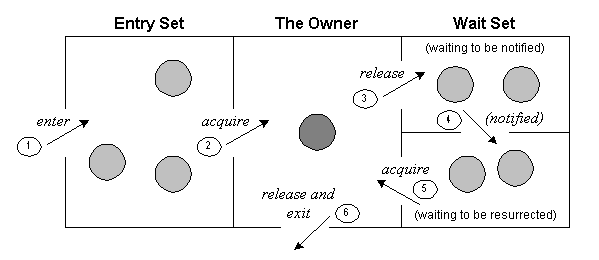 Entry Set
The Owner
Wait Set
(waiting to be notified)
enter
1
acquire
2
release
3
4
(notified)
acquire
5
(waiting to be resurrected)
release and
exit
6